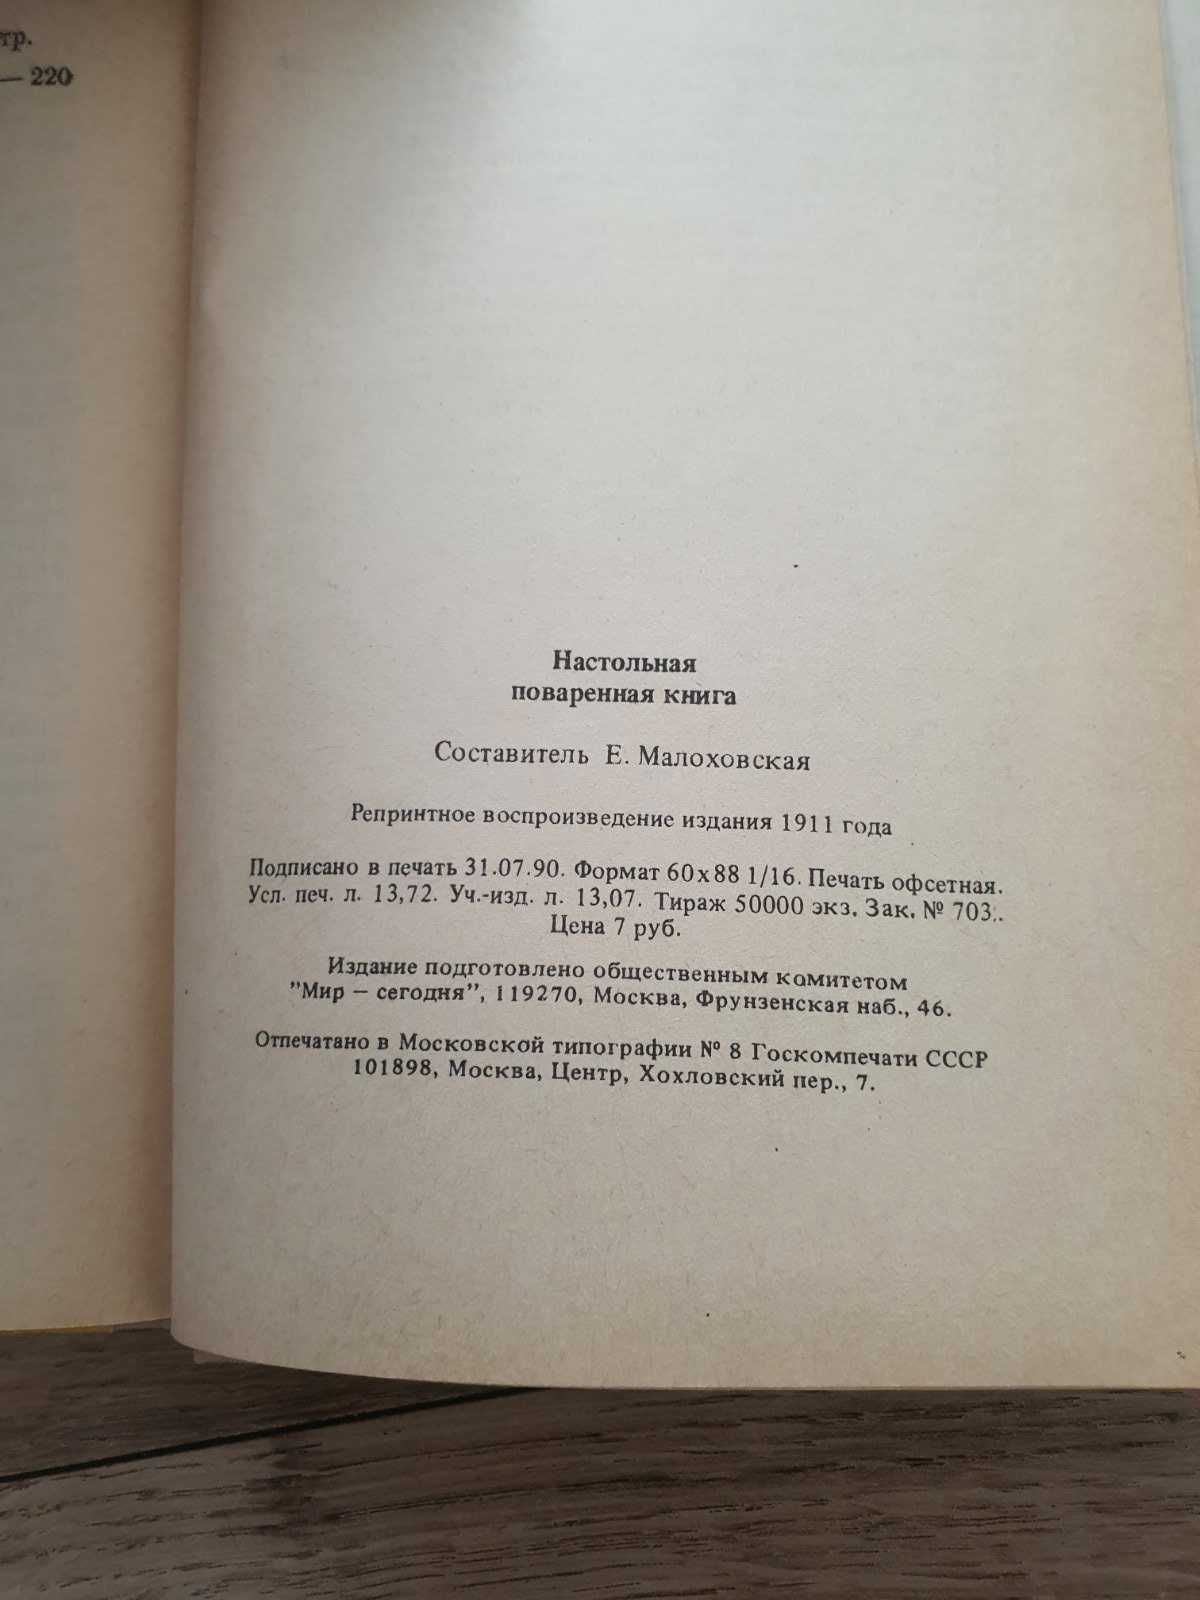 тр.
— 220
Настольная
поваренная книга
Составитель Е. Малоховская
Репринтное воспроизведение издания 1911 года
Подписано в печать 31.07.90. Формат 60х88 1/16. Печать офсетная.
Усл. печ. л. 13,72. Уч.-изд. л. 13,07. Тираж 50000 экз. Зак. № 703.
Цена 7 руб.
Издание подготовлено общественным комитетом
"Мир – сегодня", 119270, Москва, Фрунзенская наб., 46.
Отпечатано в Московской типографии № 8 Госкомпечати СССР
101898, Москва, Центр, Хохловский пер., 7.